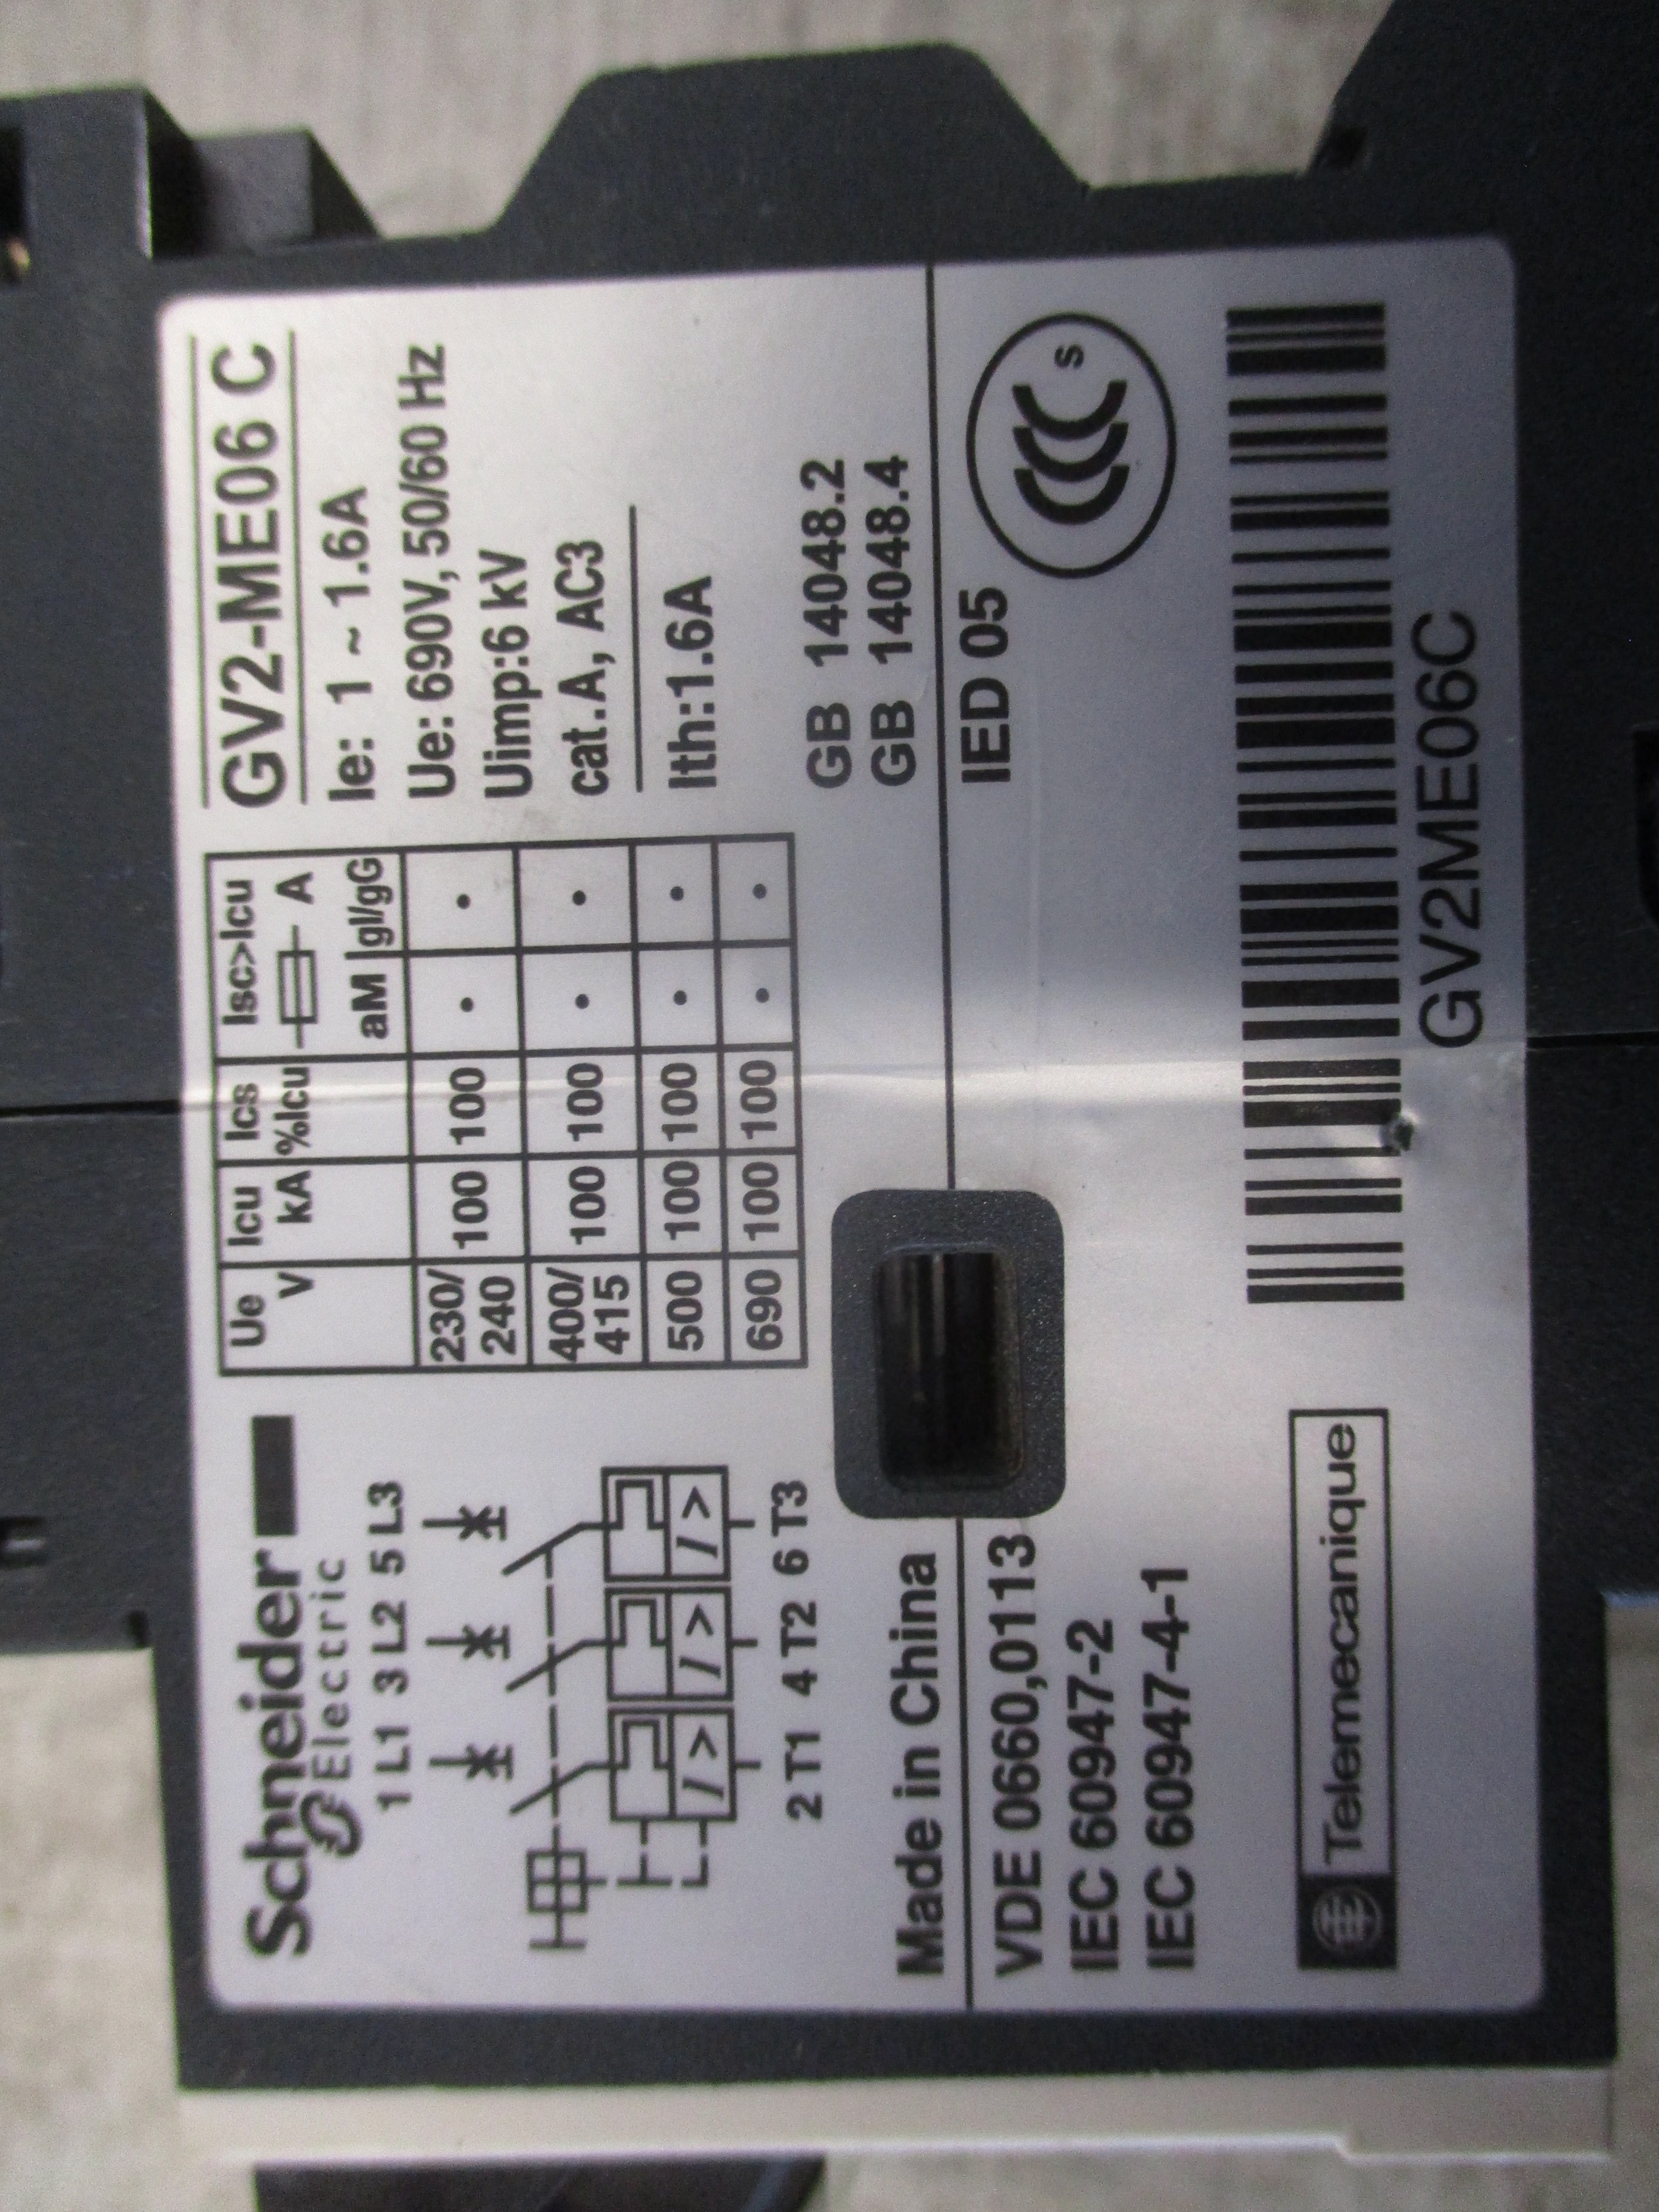 Schneider
Electric
1 L1 3 L2 5 L3
I> I> I>
2 T1 4 T2 6 T3
Ue Icu Ics Isc>Icu
V kA %Icu A
aM gI/gG
230/
240 100 100 • •
400/
415 100 100 • •
500 100 100 • •
690 100 100 • •
GV2-ME06 C
Ie: 1 ~ 1.6A
Ue: 690V, 50/60 Hz
Uimp:6 kV
cat.A, AC3
Ith:1.6A
GB 14048.2
GB 14048.4
Made in China
VDE 0660,0113
IEC 60947-2
IEC 60947-4-1
IED 05
CCC S
Telemecanique
GV2ME06C